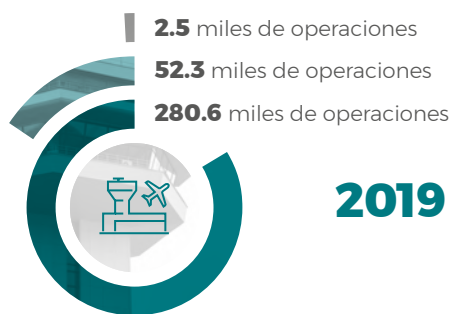 2.5 miles de operaciones
52.3 miles de operaciones
280.6 miles de operaciones
2019